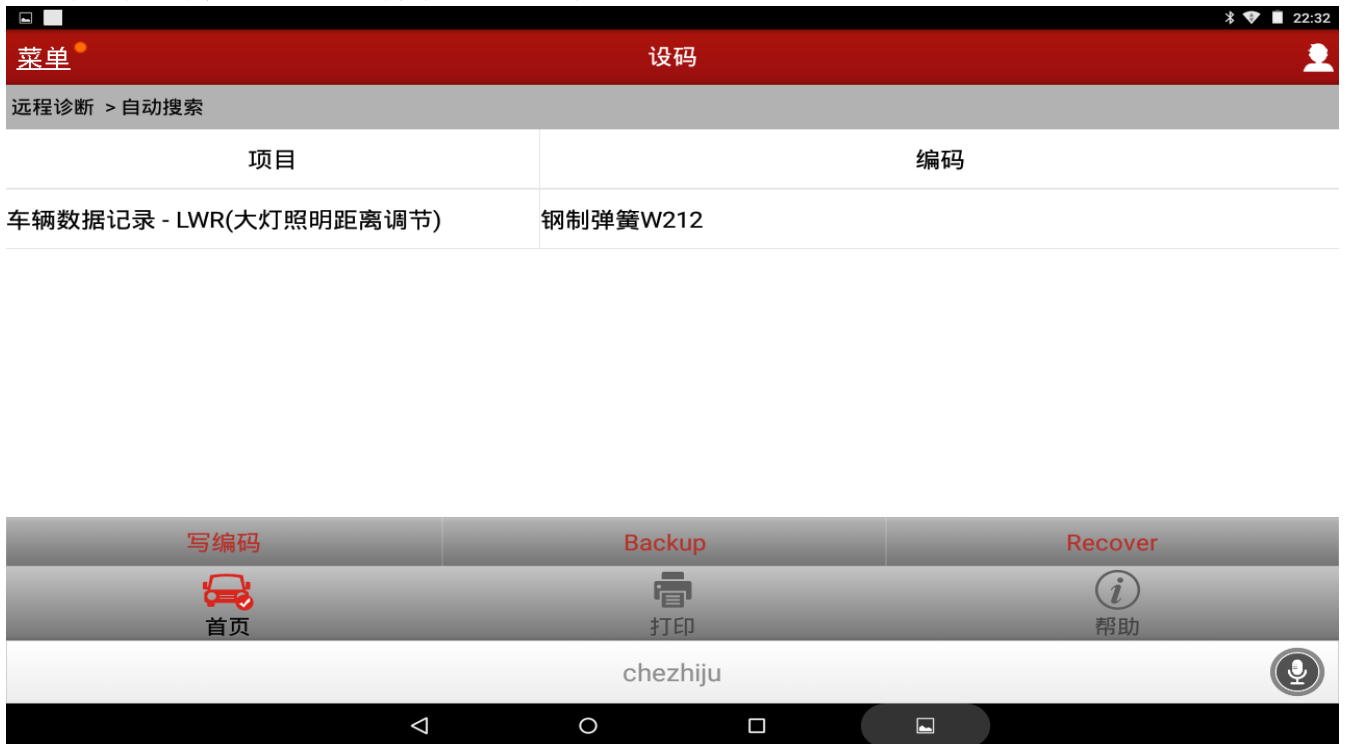 22:32
菜单
设码
远程诊断 >自动搜索
项目
编码
车辆数据记录 - LWR(大灯照明距离调节)
钢制弹簧W212
写编码
Backup
Recover
首页
打印
帮助
chezhiju